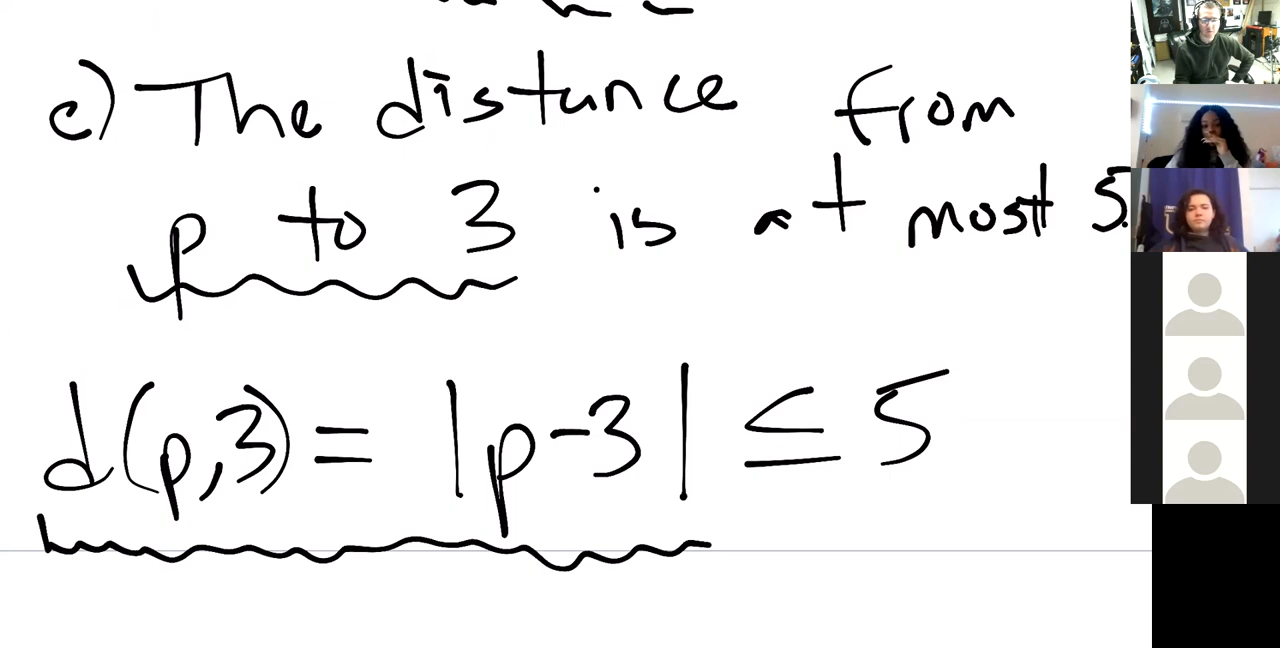 c) The distance from
p to 3 is at most 5.
d(p,3) = |p-3| ≤ 5